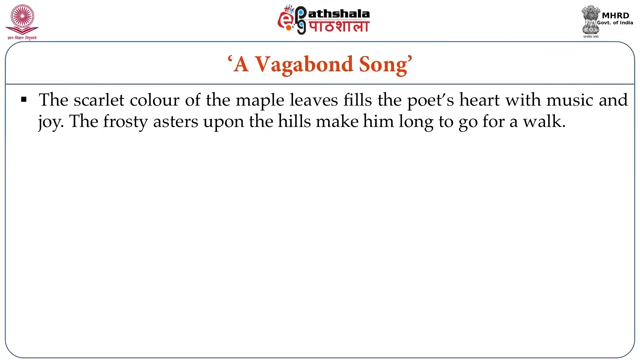 Pathshala
पाठशाला
MHRD
Govt. of India
‘A Vagabond Song’
▪ The scarlet colour of the maple leaves fills the poet’s heart with music and
joy. The frosty asters upon the hills make him long to go for a walk.